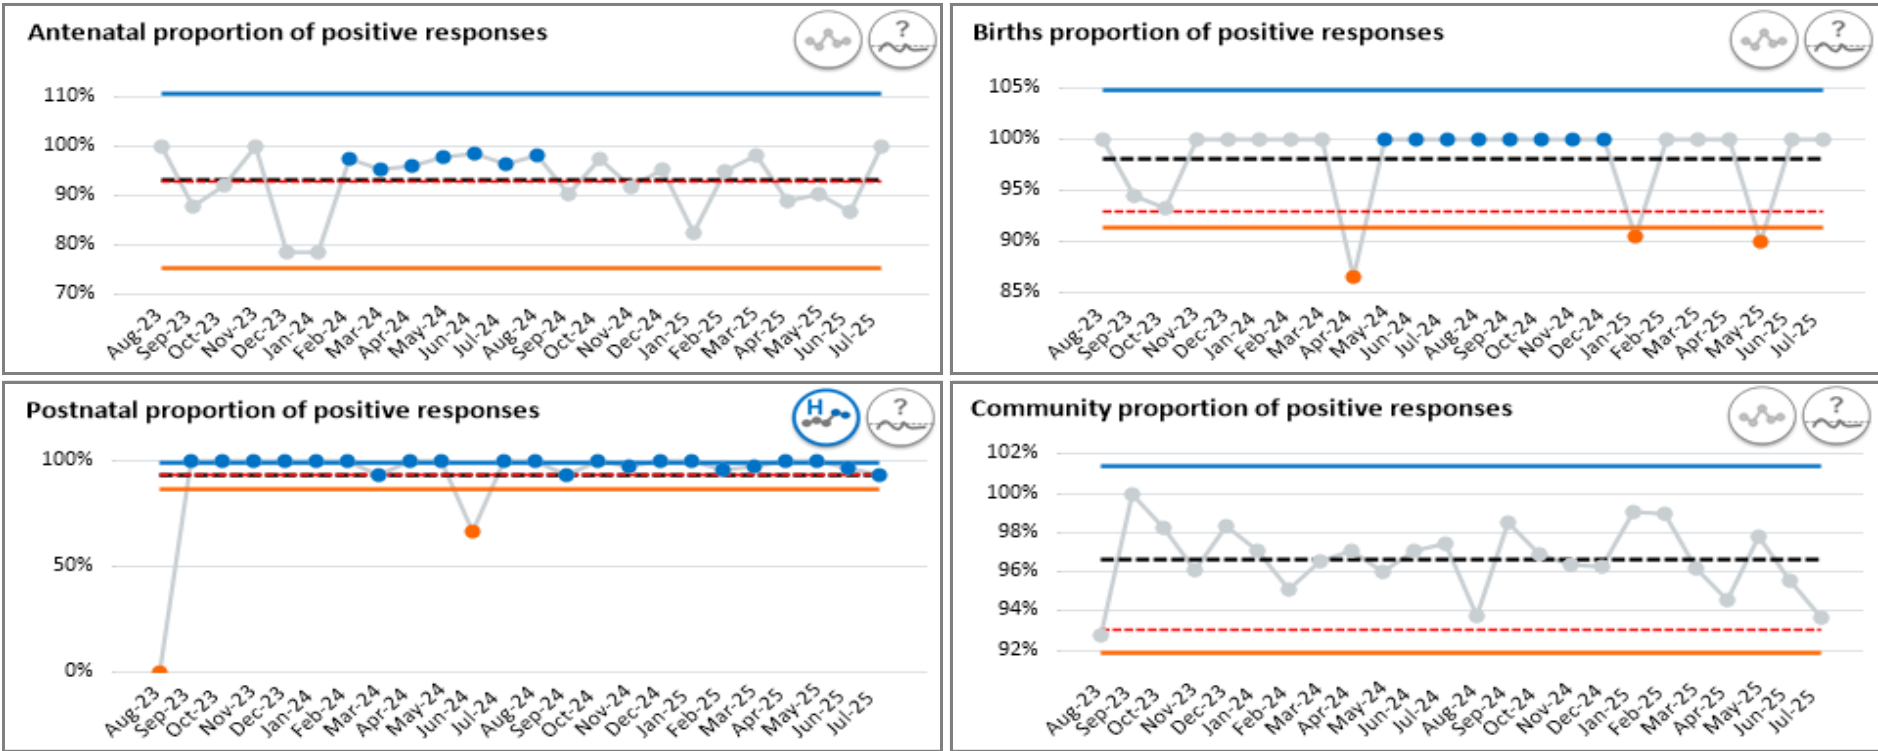 Antenatal proportion of positive responses
?
110%
100%
90%
80%
70%
Aug-23 Sep-23 Oct-23 Nov-23 Dec-23 Jan-24 Feb-24 Mar-24 Apr-24 May-24 Jun-24 Jul-24 Aug-24 Sep-24 Oct-24 Nov-24 Dec-24 Jan-25 Feb-25 Mar-25 Apr-25 May-25 Jun-25 Jul-25
Births proportion of positive responses
?
105%
100%
95%
90%
85%
Aug-23 Sep-23 Oct-23 Nov-23 Dec-23 Jan-24 Feb-24 Mar-24 Apr-24 May-24 Jun-24 Jul-24 Aug-24 Sep-24 Oct-24 Nov-24 Dec-24 Jan-25 Feb-25 Mar-25 Apr-25 May-25 Jun-25 Jul-25
Postnatal proportion of positive responses
H
?
100%
50%
0%
Aug-23 Sep-23 Oct-23 Nov-23 Dec-23 Jan-24 Feb-24 Mar-24 Apr-24 May-24 Jun-24 Jul-24 Aug-24 Sep-24 Oct-24 Nov-24 Dec-24 Jan-25 Feb-25 Mar-25 Apr-25 May-25 Jun-25 Jul-25
Community proportion of positive responses
?
102%
100%
98%
96%
94%
92%
Aug-23 Sep-23 Oct-23 Nov-23 Dec-23 Jan-24 Feb-24 Mar-24 Apr-24 May-24 Jun-24 Jul-24 Aug-24 Sep-24 Oct-24 Nov-24 Dec-24 Jan-25 Feb-25 Mar-25 Apr-25 May-25 Jun-25 Jul-25